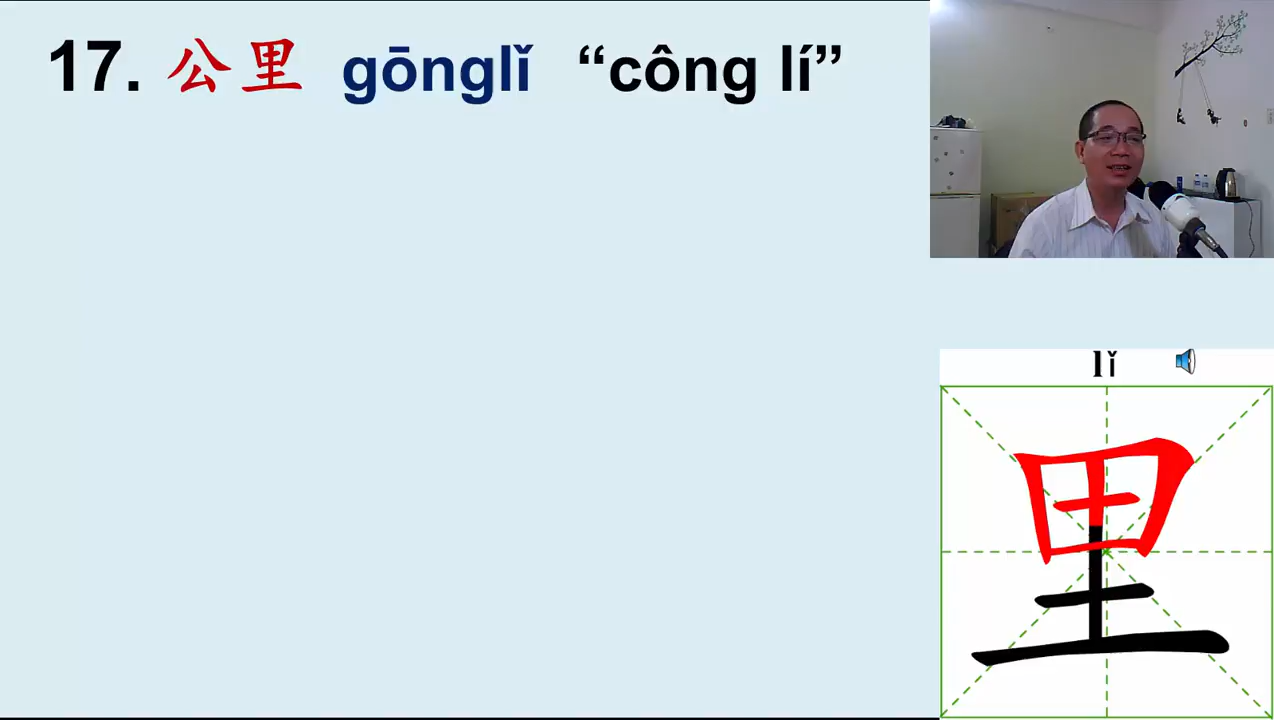 17. 公里 gōnglǐ “công lí”
lǐ
里